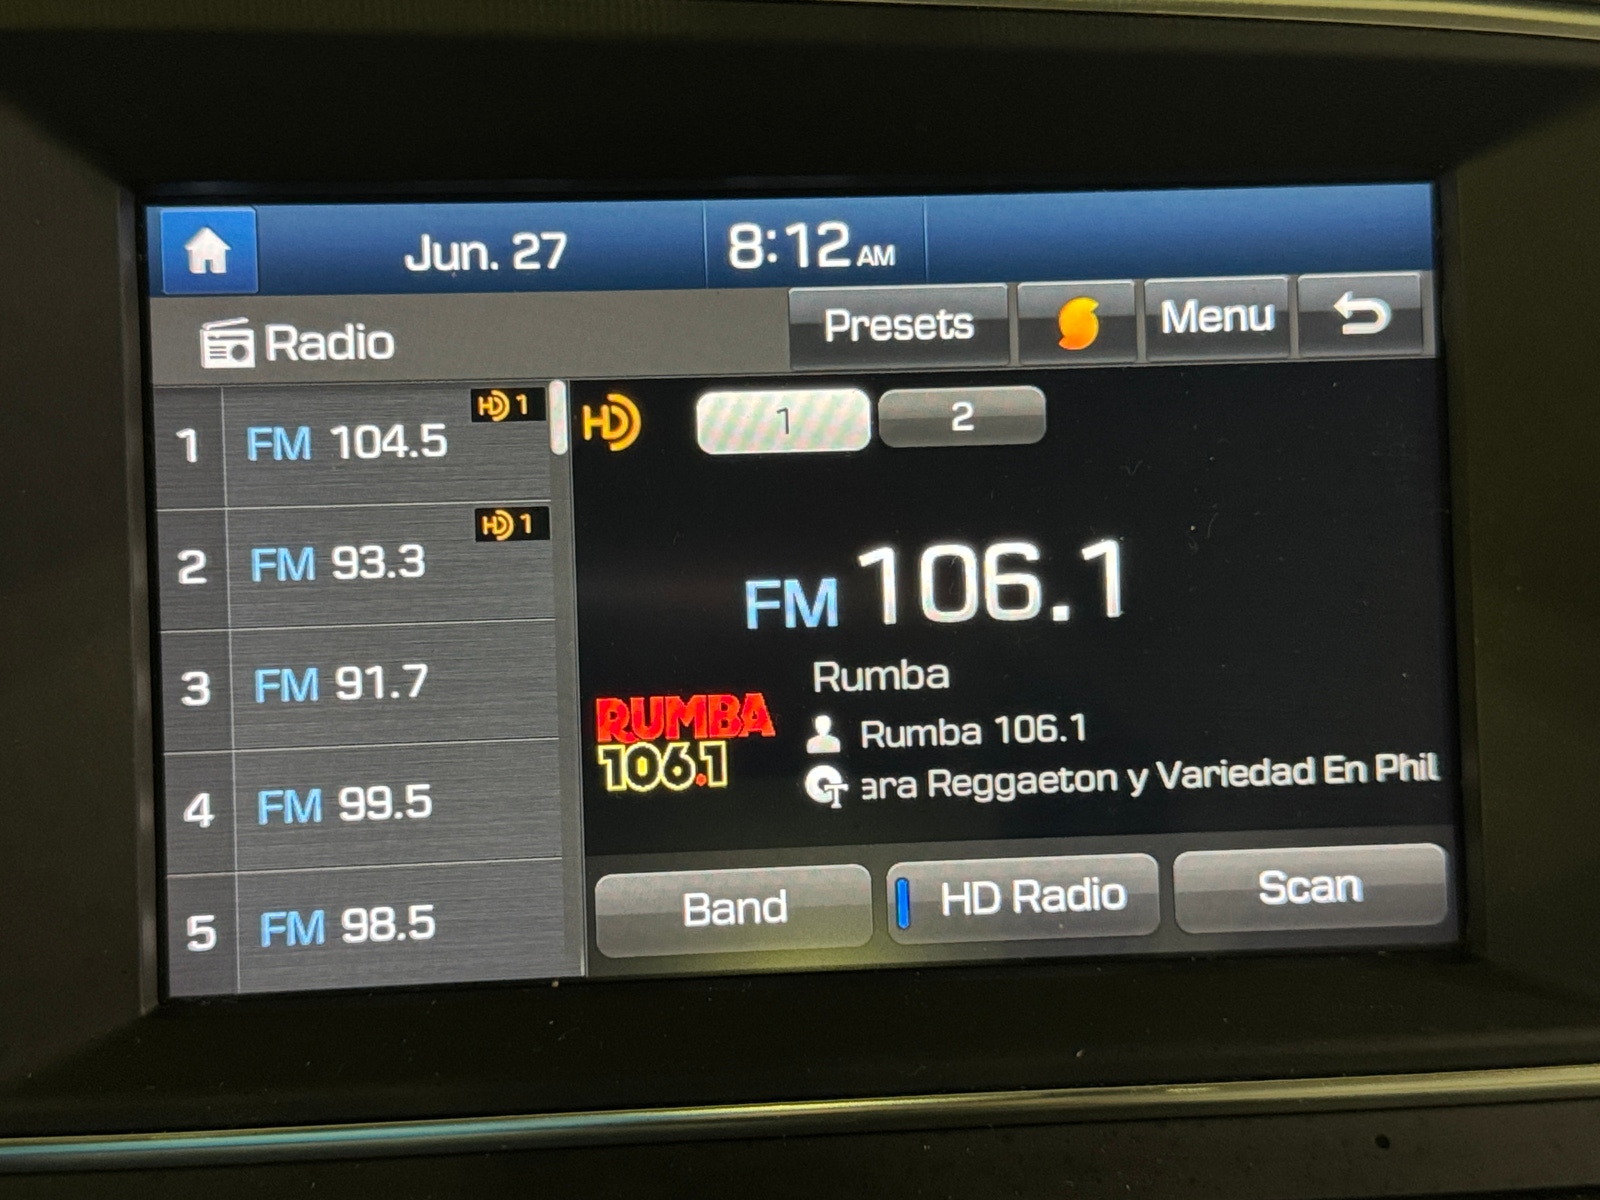 Jun. 27
8:12 AM
Radio
Presets
Menu
1 FM 104.5 HD 1
2 FM 93.3 HD 1
3 FM 91.7
4 FM 99.5
5 FM 98.5
HD 1 2
FM 106.1
Rumba
RUMBA
106.1
Rumba 106.1
T
ara Reggaeton y Variedad En Phil
Band
HD Radio
Scan